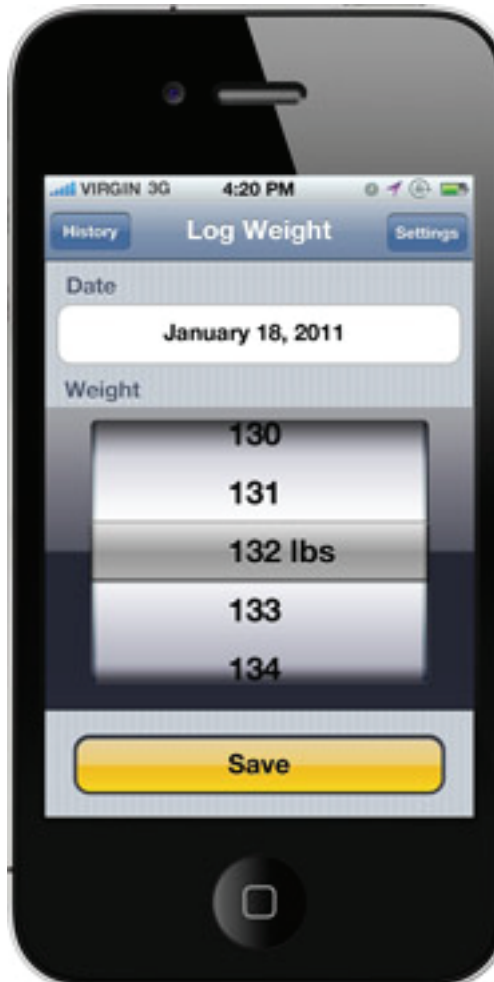 VIRGIN 3G 4:20 PM
History Log Weight Settings
Date
January 18, 2011
Weight
130
131
132 lbs
133
134
Save